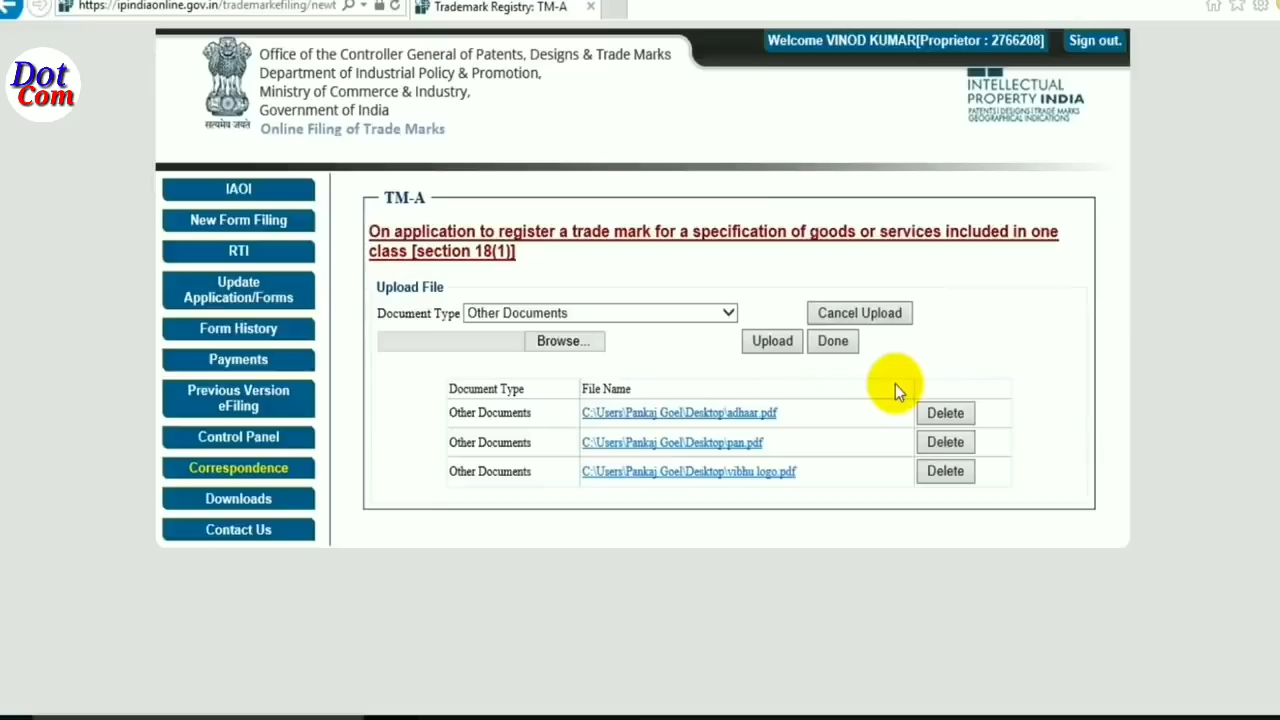 https://ipindiaonline.gov.in/trademarkefiling/newt
Trademark Registry: TM-A
Dot
Com
Office of the Controller General of Patents, Designs & Trade Marks
Department of Industrial Policy & Promotion,
Ministry of Commerce & Industry,
Government of India
Online Filing of Trade Marks
सत्यमेव जयते
Welcome VINOD KUMAR[Proprietor : 2766208]
Sign out.
INTELLECTUAL
PROPERTY INDIA
PATENTS | DESIGNS | TRADE MARKS
GEOGRAPHICAL INDICATIONS
IAOI
New Form Filing
RTI
Update
Application/Forms
Form History
Payments
Previous Version
eFiling
Control Panel
Correspondence
Downloads
Contact Us
TM-A
On application to register a trade mark for a specification of goods or services included in one
class [section 18(1)]
Upload File
Document Type Other Documents Cancel Upload
Browse... Upload Done
Document Type File Name
Other Documents C:\Users\Pankaj Goel\Desktop\adhaar.pdf Delete
Other Documents C:\Users\Pankaj Goel\Desktop\pan.pdf Delete
Other Documents C:\Users\Pankaj Goel\Desktop\vibhu logo.pdf Delete